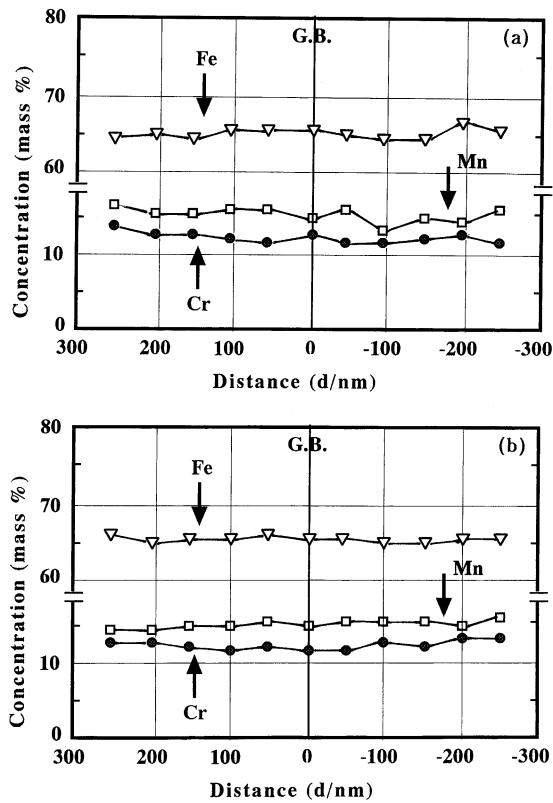 80
G.B.
(a)
Fe
70
Mn
60
10
Cr
0
300 200 100 0 -100 -200 -300
Distance (d/nm)
Concentration (mass %)
80
G.B.
(b)
Fe
70
60
Mn
10
Cr
0
300 200 100 0 -100 -200 -300
Distance (d/nm)
Concentration (mass %)